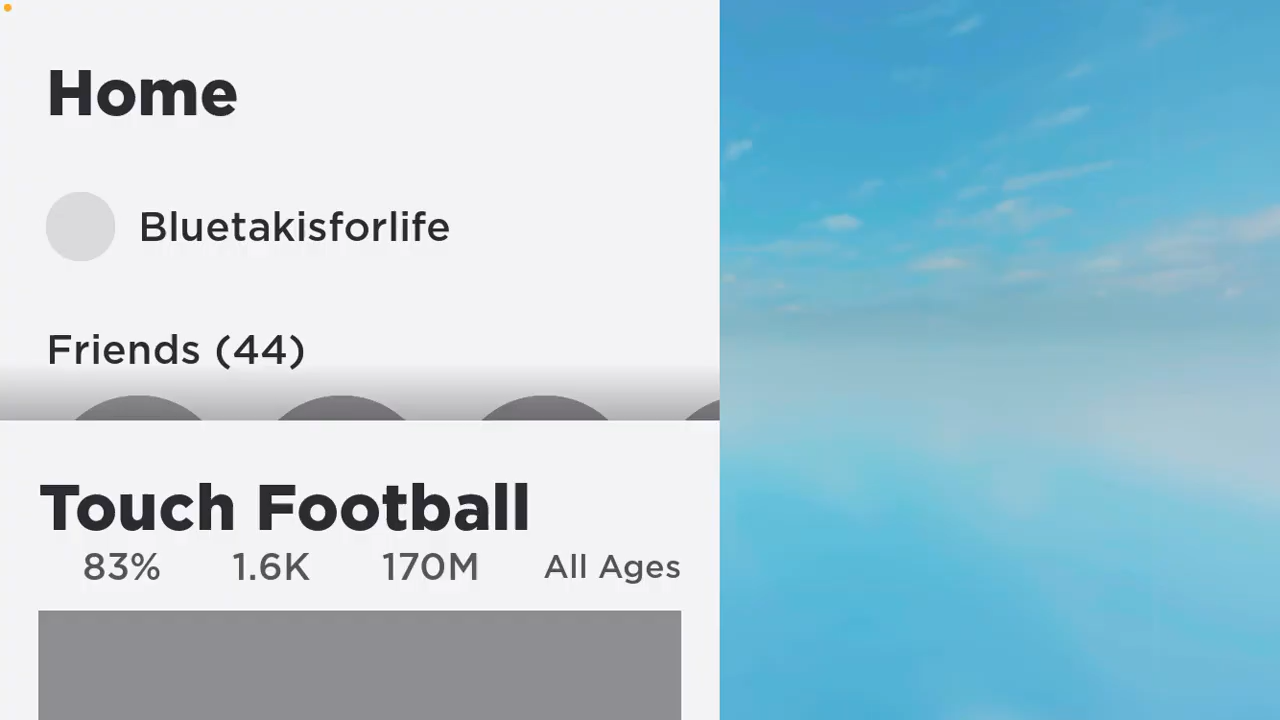 Home
Bluetakisforlife
Friends (44)
Touch Football
83% 1.6K 170M All Ages